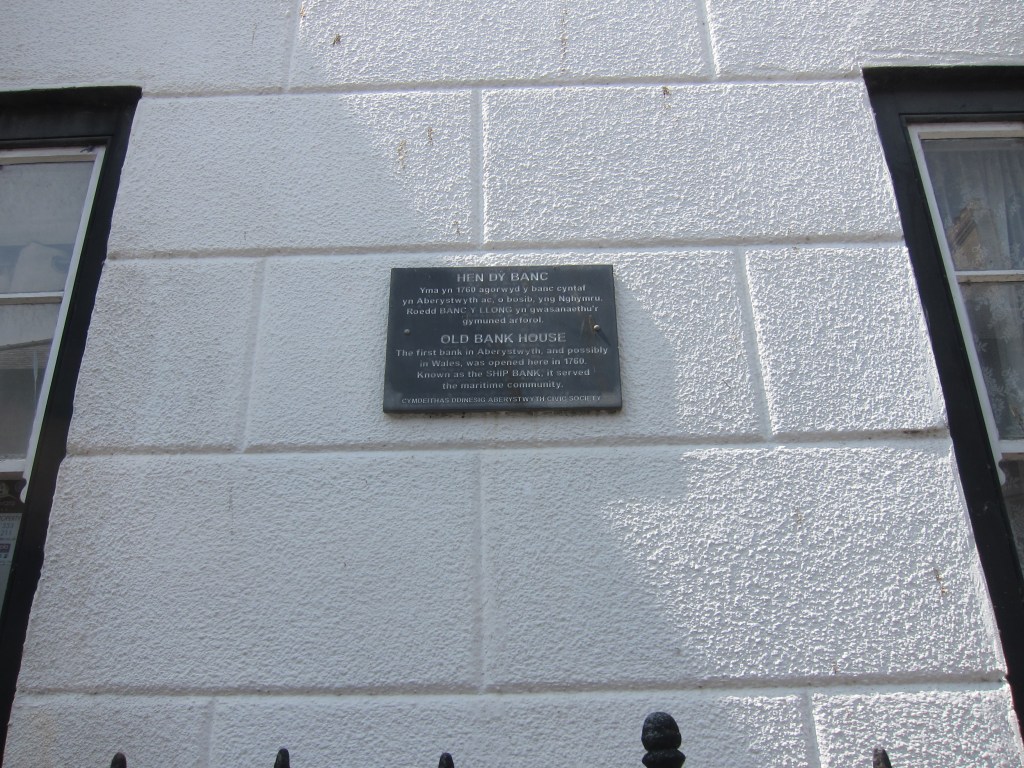 HEN DY BANC
Yma yn 1760 agorwyd y banc cyntaf
yn Aberystwyth ac, o bosib, yng Nghymru.
Roedd BANC Y LLONG yn gwasanaethu'r
gymuned arforol.
OLD BANK HOUSE
The first bank in Aberystwyth, and possibly
in Wales, was opened here in 1760.
Known as the SHIP BANK, it served
the maritime community.
CYMDEITHAS DDINESIG ABERYSTWYTH CIVIC SOCIETY